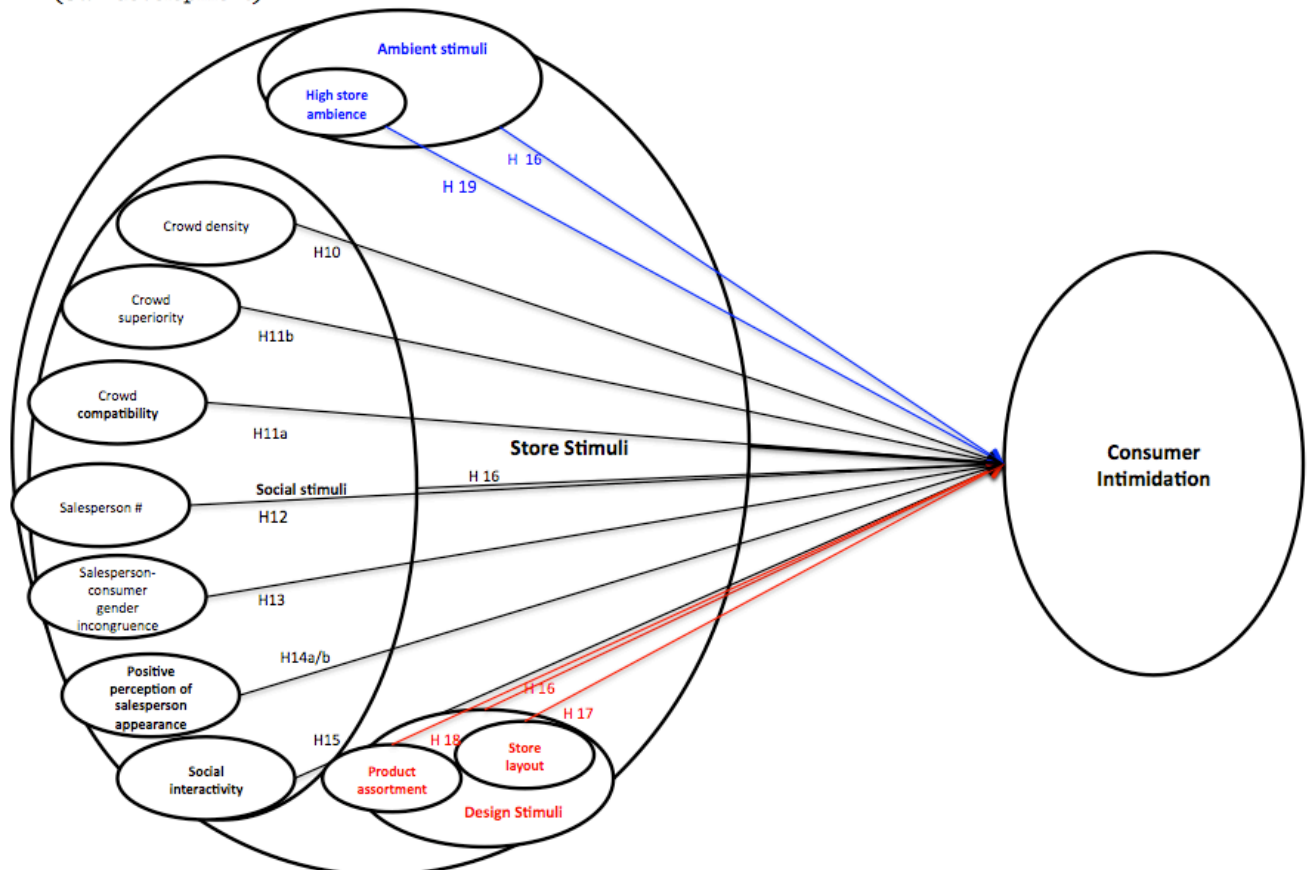 Ambient stimuli
High store
ambience
H 16
H 19
Crowd density
H10
Crowd
superiority
H11b
Crowd
compatibility
H11a
Store Stimuli
Consumer
Intimidation
H 16
Social stimuli
Salesperson #
H12
Salesperson-
consumer
gender
incongruence
H13
H14a/b
Positive
perception of
salesperson
appearance
H 16
H 17
H15
H 18
Store
layout
Social
interactivity
Product
assortment
Design Stimuli